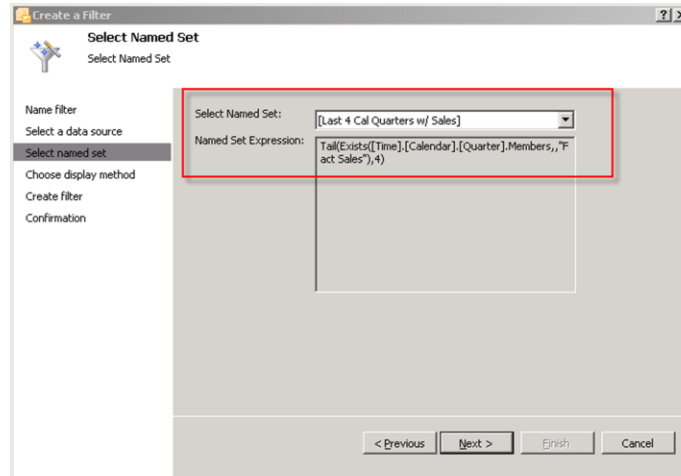 Create a Filter
Select Named Set
Select Named Set
Name filter
Select a data source
Select named set
Choose display method
Create filter
Confirmation
Select Named Set:
[Last 4 Cal Quarters w/ Sales]
Named Set Expression:
Tail(Exists([Time].[Calendar].[Quarter].Members,,"F
act Sales"),4)
< Previous
Next >
Finish
Cancel